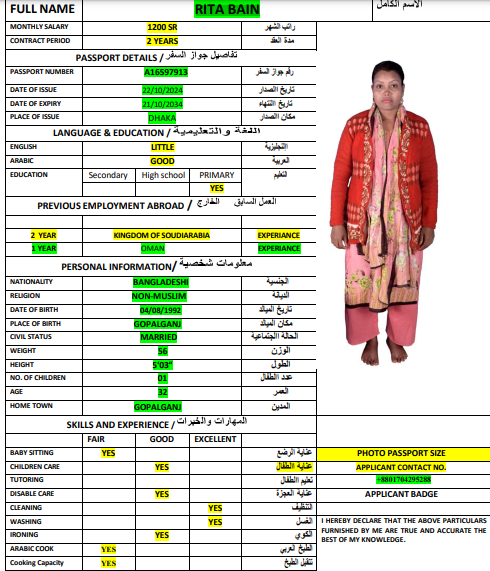 FULL NAME RITA BAIN الاسم الكامل
MONTHLY SALARY 1200 SR راتب الشهر
CONTRACT PERIOD 2 YEARS مدة العقد
PASSPORT DETAILS / تفاصيل جواز السفر
PASSPORT NUMBER A16597913 رقم جواز السفر
DATE OF ISSUE 22/10/2024 تاريخ الصدار
DATE OF EXPIRY 21/10/2034 تاريخ النتهاء
PLACE OF ISSUE DHAKA مكان الصدار
LANGUAGE & EDUCATION / اللغة والتعليمية
ENGLISH LITTLE النجليزية
ARABIC GOOD العربية
EDUCATION Secondary High school PRIMARY التعليم
YES
PREVIOUS EMPLOYMENT ABROAD / العمل السابق الخارج
2 YEAR KINGDOM OF SOUDIARABIA EXPERIANCE
1 YEAR OMAN EXPERIANCE
PERSONAL INFORMATION/ معلومات شخصية
NATIONALITY BANGLADESHI الجنسية
RELIGION NON-MUSLIM الديانة
DATE OF BIRTH 04/08/1992 تاريخ الميالد
PLACE OF BIRTH GOPALGANJ مكان الميالد
CIVIL STATUS MARRIED الحالة الجتماعية
WEIGHT 56 الوزن
HEIGHT 5'03" الطول
NO. OF CHILDREN 01 عدد الطفال
AGE 32 العمر
HOME TOWN GOPALGANJ المدين
SKILLS AND EXPERIENCE / المهارات والخبرات
FAIR GOOD EXCELLENT
BABY SITTING YES عناية الرضع
CHILDREN CARE YES عناية الطفال
TUTORING تعليم الطفال
DISABLE CARE YES عناية العجزة
CLEANING YES التنظيف
WASHING YES الغسل
IRONING YES الكوي
ARABIC COOK YES الطبخ العربي
Cooking Capacity YES تتقبل الطبخ
PHOTO PASSPORT SIZE
APPLICANT CONTACT NO.
+8801704295288
APPLICANT BADGE
I HEREBY DECLARE THAT THE ABOVE PARTICULARS
FURNISHED BY ME ARE TRUE AND ACCURATE THE
BEST OF MY KNOWLEDGE.